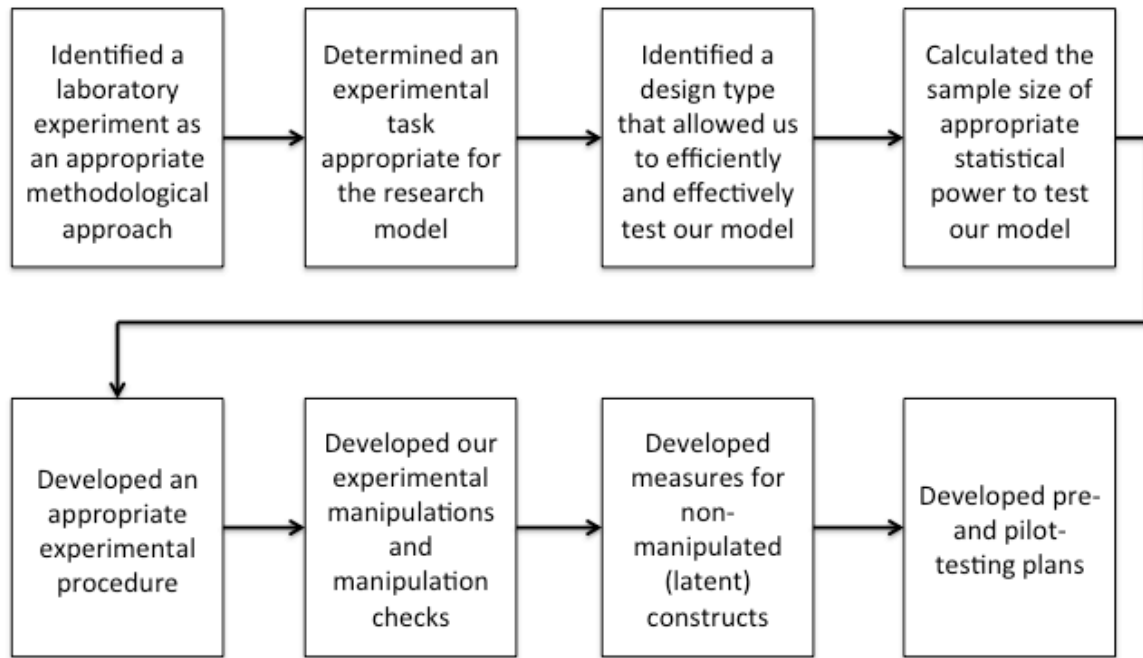 Identified a
laboratory
experiment as
an appropriate
methodological
approach
Determined an
experimental
task
appropriate for
the research
model
Identified a
design type
that allowed us
to efficiently
and effectively
test our model
Calculated the
sample size of
appropriate
statistical
power to test
our model
Developed an
appropriate
experimental
procedure
Developed our
experimental
manipulations
and
manipulation
checks
Developed
measures for
non-
manipulated
(latent)
constructs
Developed pre-
and pilot-
testing plans